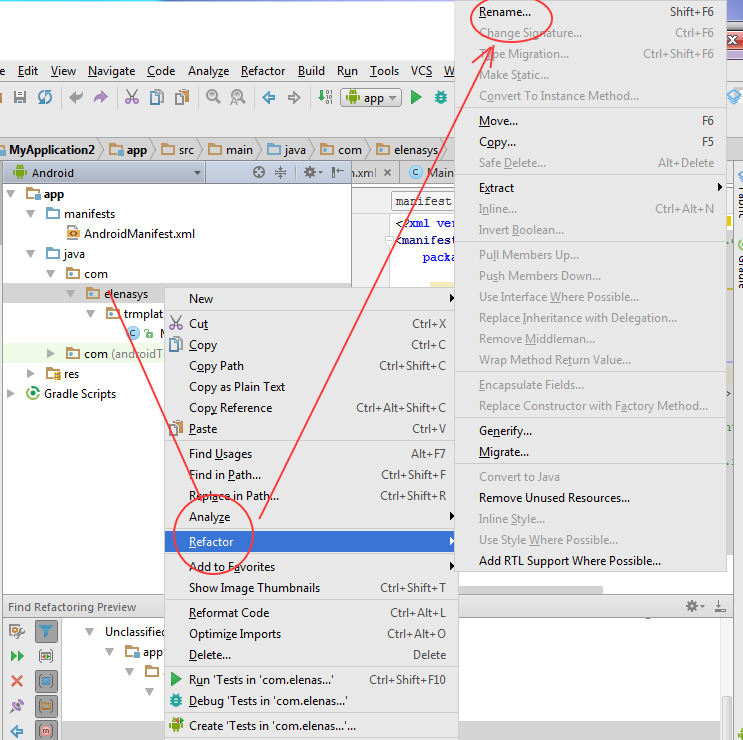 Edit View Navigate Code Analyze Refactor Build Run Tools VCS
app
MyApplication2 app src main java com elenasys
Android
app
manifests
AndroidManifest.xml
java
com
elenasys
trmplat
com (androidT
res
Gradle Scripts
n.xml Main
manifest
<?xml ver
<manifest
packa
New
Cut Ctrl+X
Copy Ctrl+C
Copy Path Ctrl+Shift+C
Copy as Plain Text
Copy Reference Ctrl+Alt+Shift+C
Paste Ctrl+V
Find Usages Alt+F7
Find in Path... Ctrl+Shift+F
Replace in Path... Ctrl+Shift+R
Analyze
Refactor
Add to Favorites
Show Image Thumbnails Ctrl+Shift+T
Reformat Code Ctrl+Alt+L
Optimize Imports Ctrl+Alt+O
Delete... Delete
Run 'Tests in 'com.elenas...' Ctrl+Shift+F10
Debug 'Tests in 'com.elenas...'
Create 'Tests in 'com.elenas...'...
Rename... Shift+F6
Change Signature... Ctrl+F6
Type Migration... Ctrl+Shift+F6
Make Static...
Convert To Instance Method...
Move... F6
Copy... F5
Safe Delete... Alt+Delete
Extract
Inline... Ctrl+Alt+N
Invert Boolean...
Pull Members Up...
Push Members Down...
Use Interface Where Possible...
Replace Inheritance with Delegation...
Remove Middleman...
Wrap Method Return Value...
Encapsulate Fields...
Replace Constructor with Factory Method...
Generify...
Migrate...
Convert to Java
Remove Unused Resources...
Inline Style...
Use Style Where Possible...
Add RTL Support Where Possible...
Find Refactoring Preview
Unclassified
app